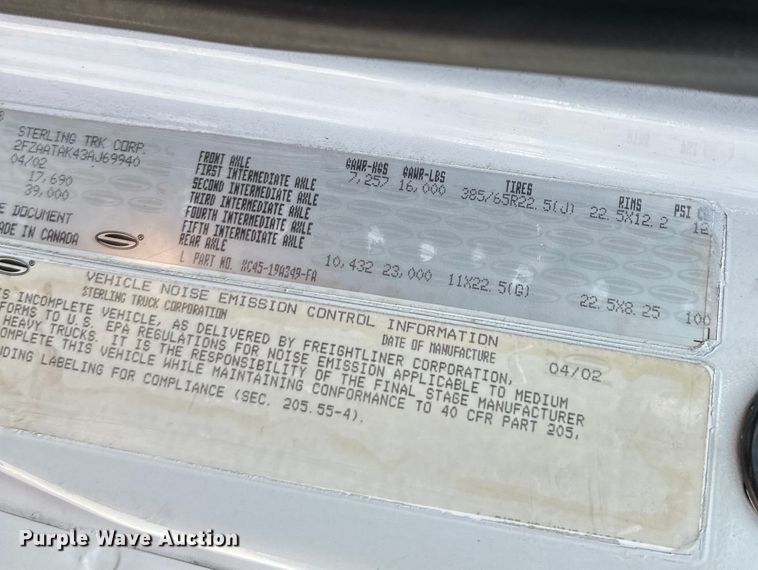 STERLING TRK CORP.
2FZAATAK43AJ69940
04/02
17,690
39,000
E DOCUMENT
IN CANADA
GAWR-KGS GAWR-LBS TIRES RIMS PSI
FRONT AXLE 7,257 16,000 385/65R22.5(J) 22.5X12.2 12
FIRST INTERMEDIATE AXLE
SECOND INTERMEDIATE AXLE
THIRD INTERMEDIATE AXLE
FOURTH INTERMEDIATE AXLE
FIFTH INTERMEDIATE AXLE
REAR AXLE 10,432 23,000 11X22.5(G) 22.5X8.25 100
L PART NO. XC45-19A349-FA
VEHICLE NOISE EMISSION CONTROL INFORMATION
STERLING TRUCK CORPORATION DATE OF MANUFACTURE 04/02
IS INCOMPLETE VEHICLE, AS DELIVERED BY FREIGHTLINER CORPORATION,
FORMS TO U.S. EPA REGULATIONS FOR NOISE EMISSION APPLICABLE TO MEDIUM
HEAVY TRUCKS. IT IS THE RESPONSIBILITY OF THE FINAL STAGE MANUFACTURER
COMPLETE THIS VEHICLE WHILE MAINTAINING CONFORMANCE TO 40 CFR PART 205,
UDING LABELING FOR COMPLIANCE (SEC. 205.55-4).
Purple Wave Auction